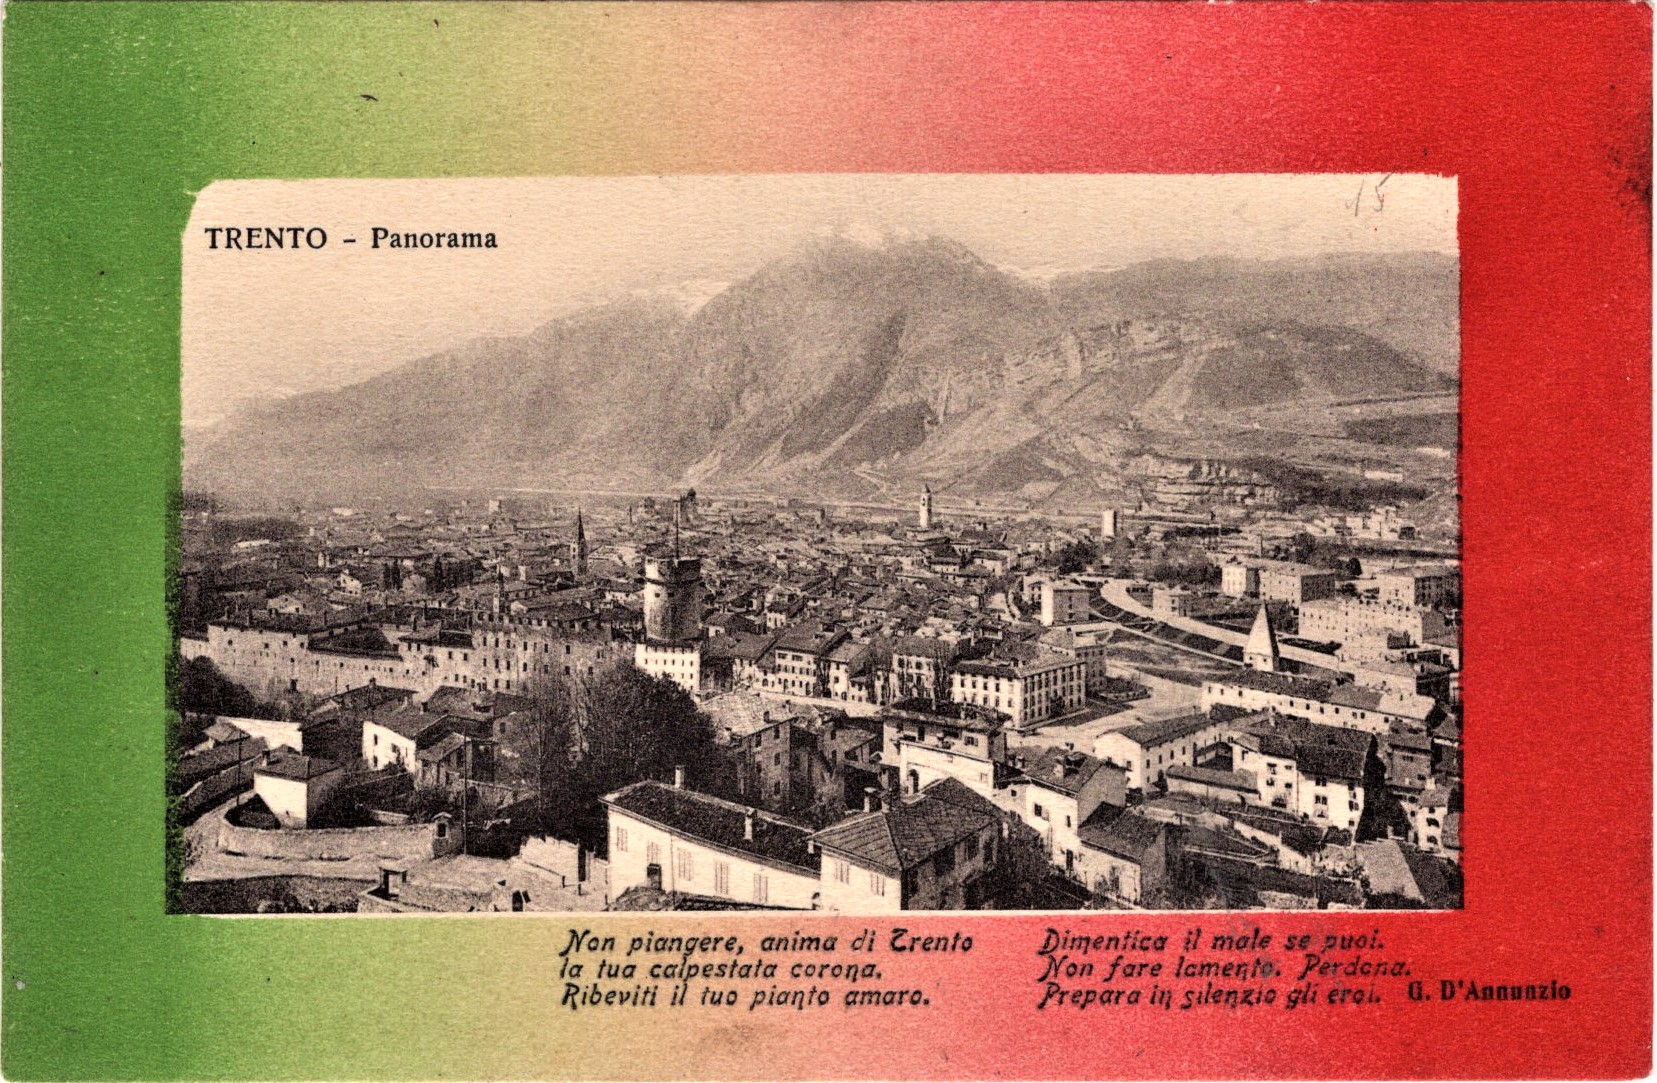 15
TRENTO - Panorama
Non piangere, anima di Trento
la tua calpestata corona.
Ribeviti il tuo pianto amaro.
Dimentica il male se puoi.
Non fare lamento. Perdona.
Prepara in silenzio gli eroi.
G. D'Annunzio